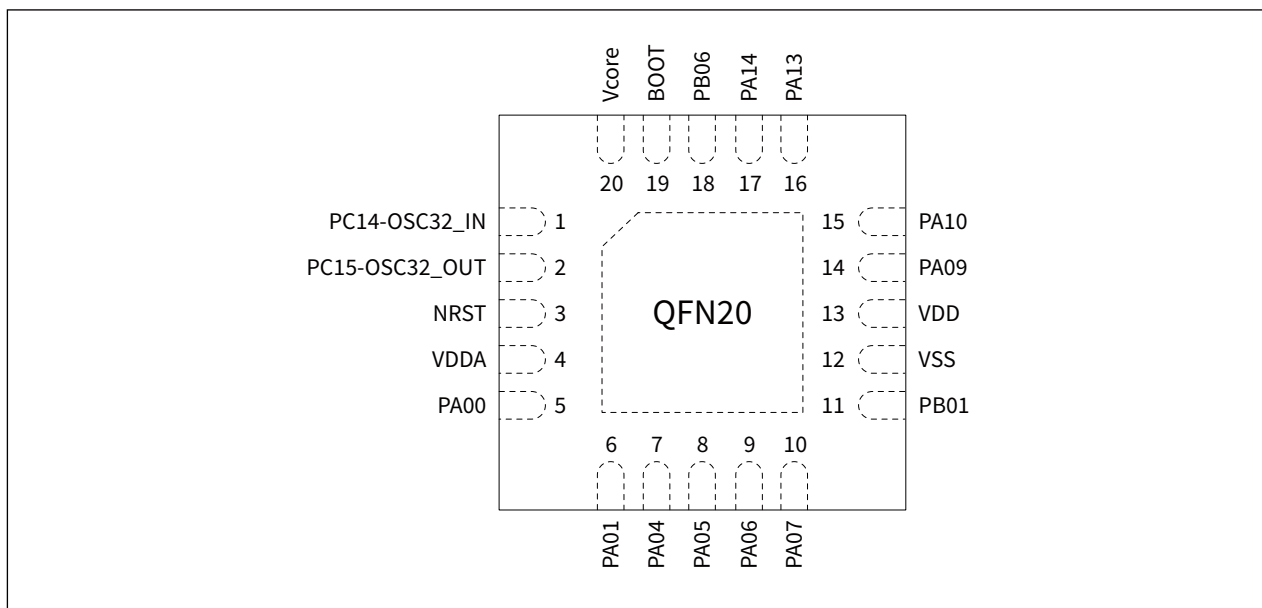 Vcore BOOT PB06 PA14 PA13
20 19 18 17 16
PC14-OSC32_IN 1 15 PA10
PC15-OSC32_OUT 2 14 PA09
NRST 3 QFN20 13 VDD
VDDA 4 12 VSS
PA00 5 11 PB01
6 7 8 9 10
PA01 PA04 PA05 PA06 PA07